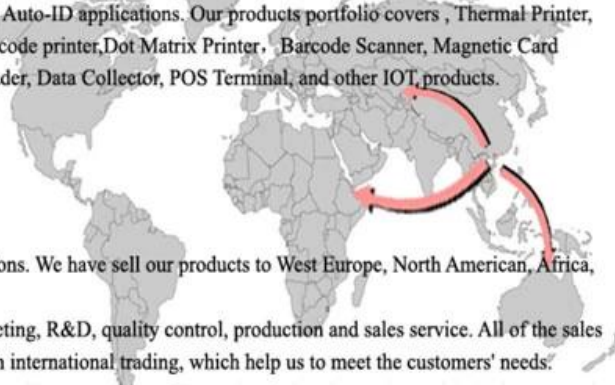 Auto-ID applications. Our products portfolio covers , Thermal Printer,
code printer,Dot Matrix Printer， Barcode Scanner, Magnetic Card
der, Data Collector, POS Terminal, and other IOT products.
ons. We have sell our products to West Europe, North American, Africa,
eting, R&D, quality control, production and sales service. All of the sales
n international trading, which help us to meet the customers' needs.